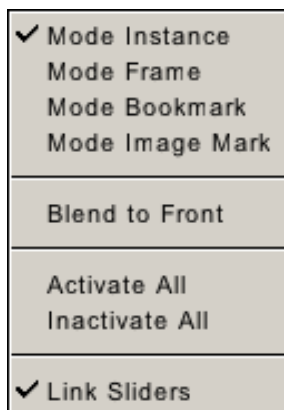 Mode Instance
Mode Frame
Mode Bookmark
Mode Image Mark
Blend to Front
Activate All
Inactivate All
Link Sliders